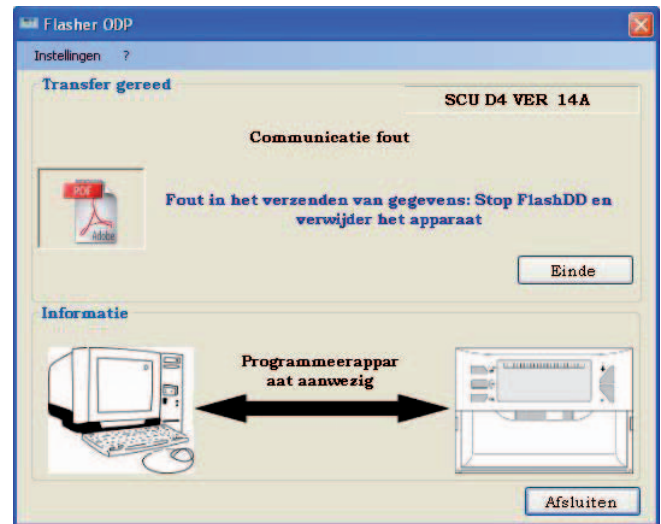 Flasher ODP
Instellingen ?
Transfer gereed
SCU D4 VER 14A
Communicatie fout
PDF
Adobe
Fout in het verzenden van gegevens: Stop FlashDD en
verwijder het apparaat
Einde
Informatie
Programmeerappar
aat aanwezig
Afsluiten